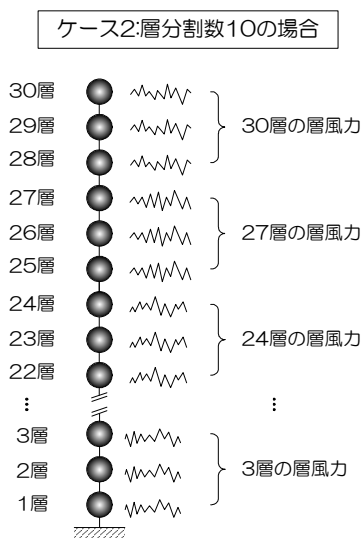 ケース2:層分割数10の場合
30層
29層
28層
30層の層風力
27層
26層
25層
27層の層風力
24層
23層
22層
24層の層風力
⋮
⋮
3層
2層
1層
3層の層風力